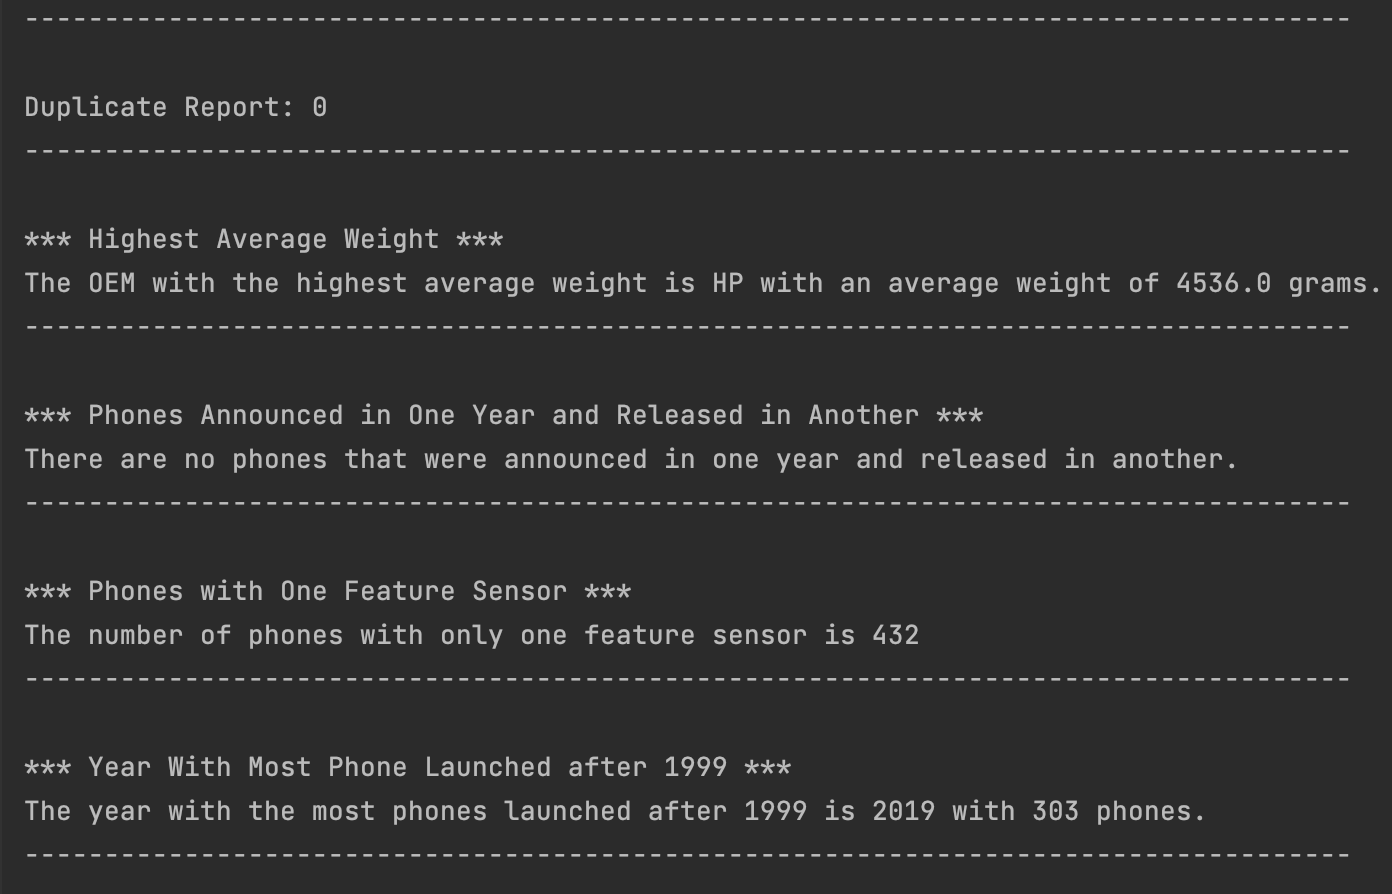 -----------------------------------------------------------------------------------
Duplicate Report: 0
-----------------------------------------------------------------------------------
*** Highest Average Weight ***
The OEM with the highest average weight is HP with an average weight of 4536.0 grams.
-----------------------------------------------------------------------------------
*** Phones Announced in One Year and Released in Another ***
There are no phones that were announced in one year and released in another.
-----------------------------------------------------------------------------------
*** Phones with One Feature Sensor ***
The number of phones with only one feature sensor is 432
-----------------------------------------------------------------------------------
*** Year With Most Phone Launched after 1999 ***
The year with the most phones launched after 1999 is 2019 with 303 phones.
-----------------------------------------------------------------------------------